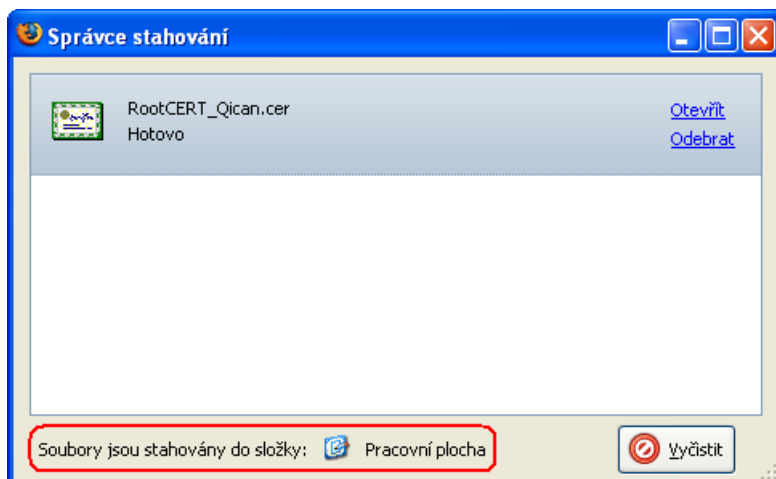 Správce stahování
RootCERT_Qican.cer
Otevřít
Hotovo
Odebrat
Soubory jsou stahovány do složky:
Pracovní plocha
Vyčistit